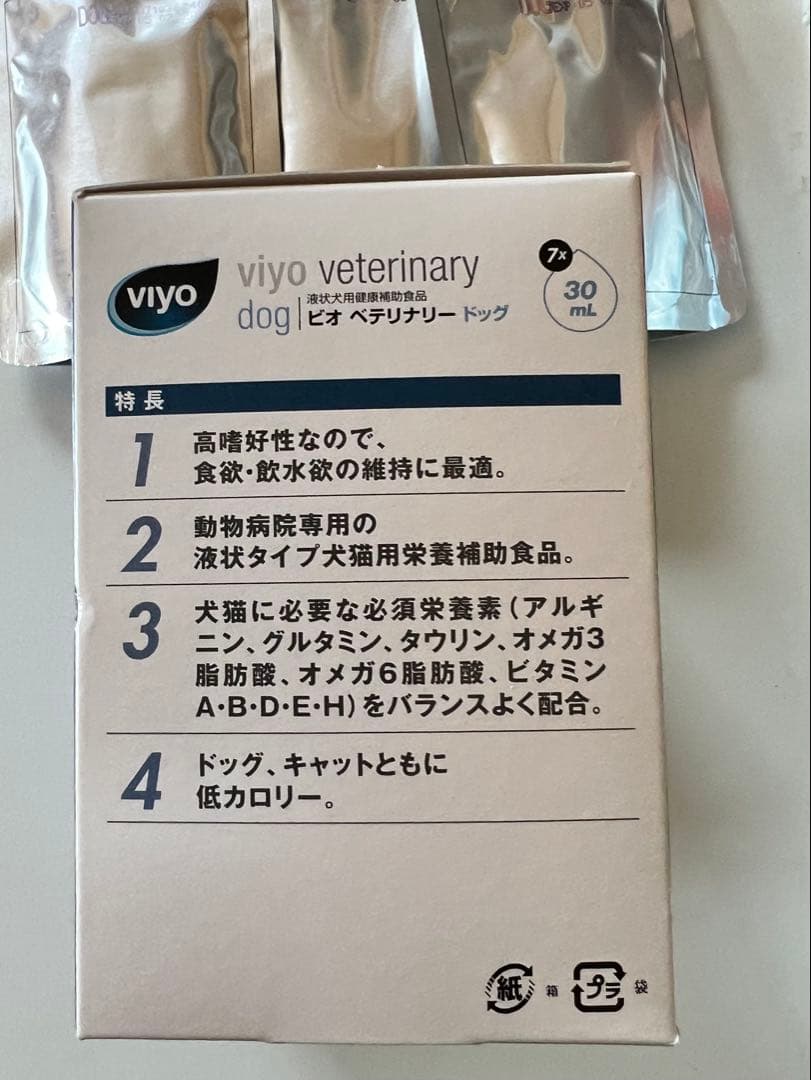 viyo
viyo veterinary
dog
液状犬用健康補助食品
ビオ ベテリナリー ドッグ
7x
30
mL
特長
1
高嗜好性なので、
食欲・飲水欲の維持に最適。
2
動物病院専用の
液状タイプ犬猫用栄養補助食品。
3
犬猫に必要な必須栄養素（アルギ
ニン、グルタミン、タウリン、オメガ3
脂肪酸、オメガ6脂肪酸、ビタミン
A・B・D・E・H）をバランスよく配合。
4
ドッグ、キャットともに
低カロリー。
紙 箱 プラ 袋